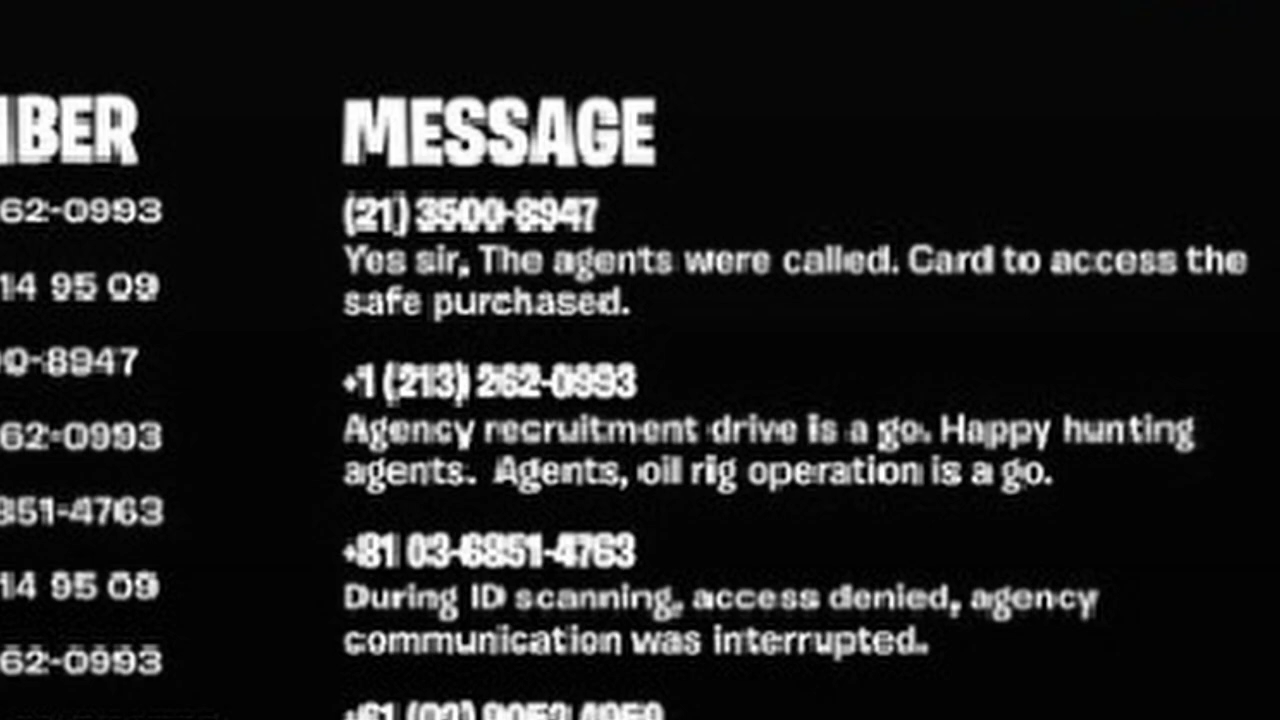 MBER
62-0993
14 95 09
0-8947
62-0993
851-4763
14 95 09
62-0993
MESSAGE
(21) 3500-8947
Yes sir, The agents were called. Card to access the
safe purchased.
+1 (213) 262-0993
Agency recruitment drive is a go. Happy hunting
agents. Agents, oil rig operation is a go.
+81 03-6851-4763
During ID scanning, access denied, agency
communication was interrupted.